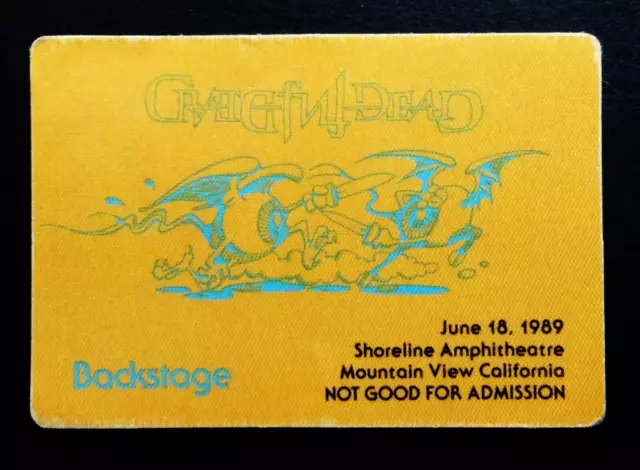 GRATEFUL DEAD
June 18, 1989
Shoreline Amphitheatre
Mountain View California
NOT GOOD FOR ADMISSION
Backstage